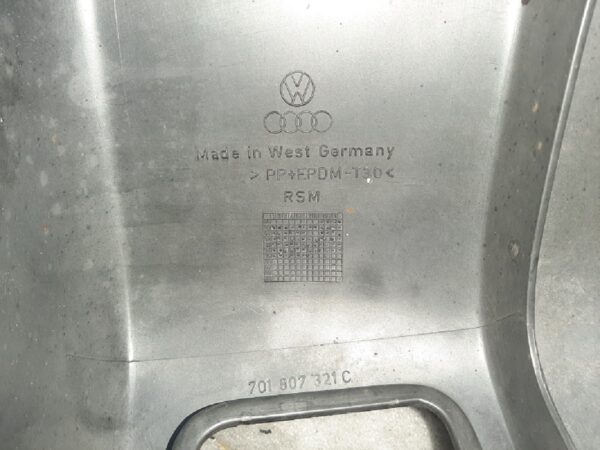 Made in West Germany
> PP+EPDM-T30<
RSM
701 807 321 C